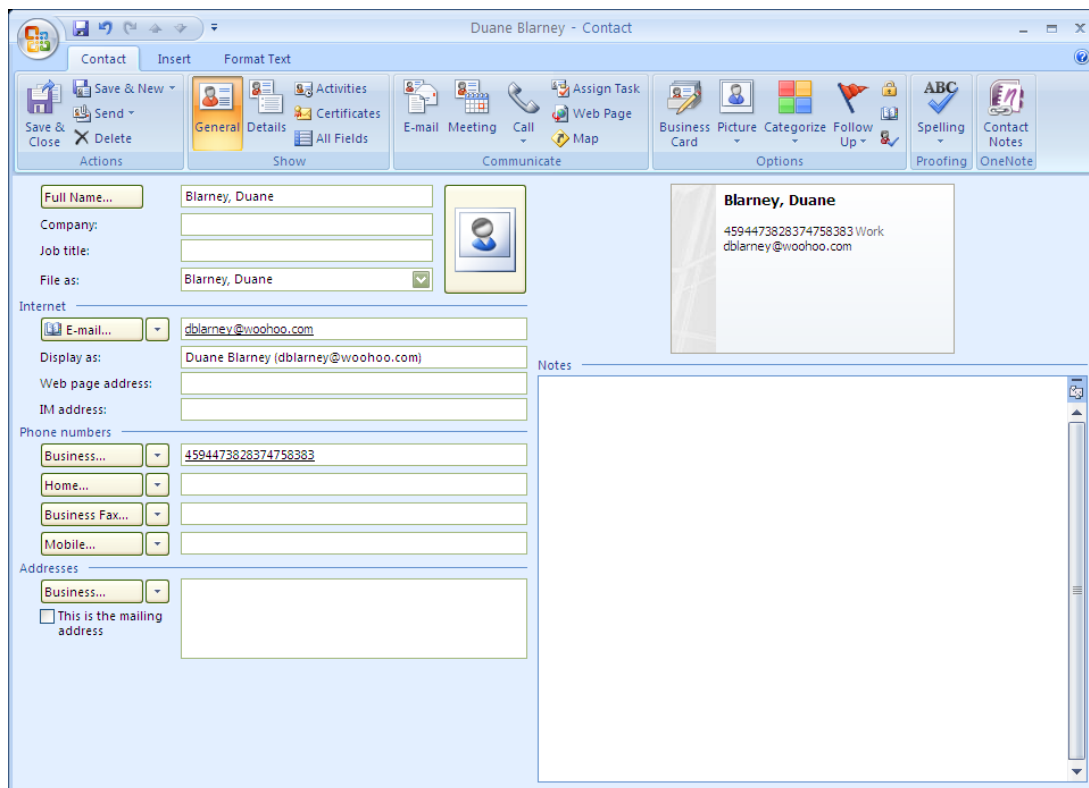 Duane Blarney - Contact
Contact Insert Format Text
Save & Close
Save & New
Send
Delete
Actions
General Details
Activities
Certificates
All Fields
Show
E-mail Meeting Call
Assign Task
Web Page
Map
Communicate
Business Card
Picture
Categorize
Follow Up
Options
ABC
Spelling
Proofing
Contact Notes
OneNote
Full Name... Blarney, Duane
Company:
Job title:
File as: Blarney, Duane
Internet
E-mail... dblarney@woohoo.com
Display as: Duane Blarney (dblarney@woohoo.com)
Web page address:
IM address:
Phone numbers
Business... 4594473828374758383
Home...
Business Fax...
Mobile...
Addresses
Business...
This is the mailing
address
Blarney, Duane
4594473828374758383 Work
dblarney@woohoo.com
Notes